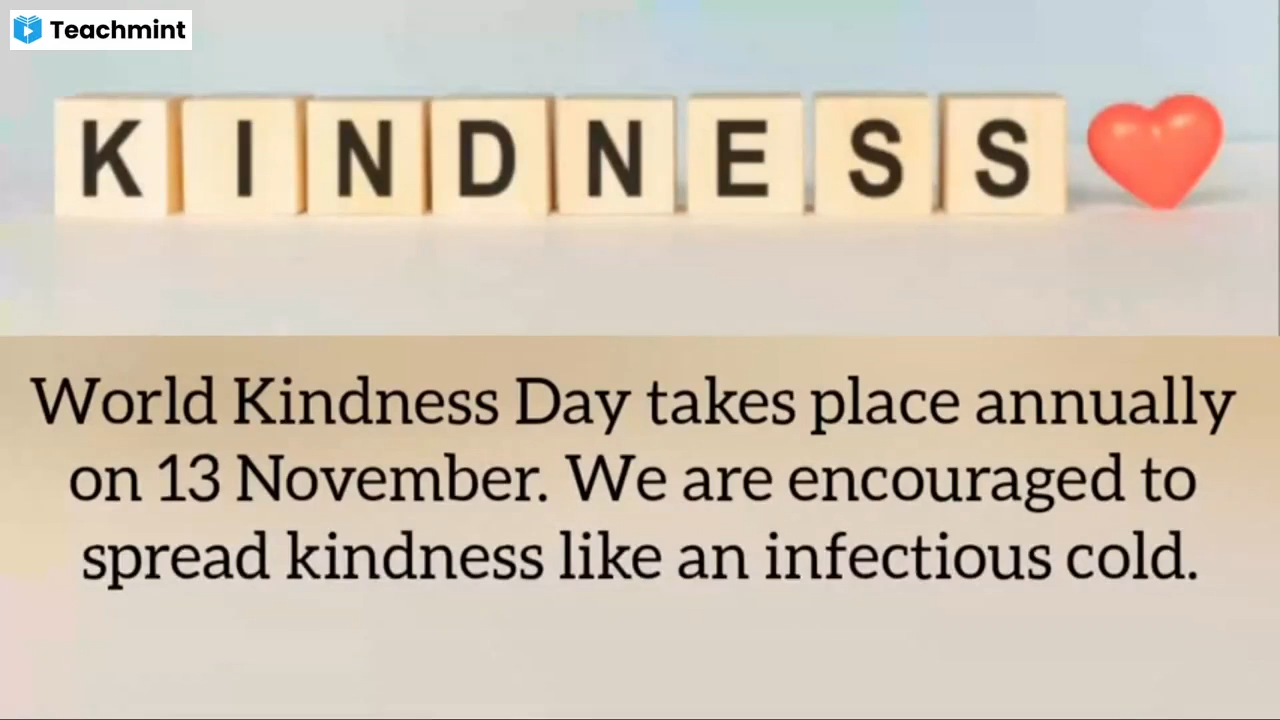 Teachmint
KINDNESS
World Kindness Day takes place annually
on 13 November. We are encouraged to
spread kindness like an infectious cold.